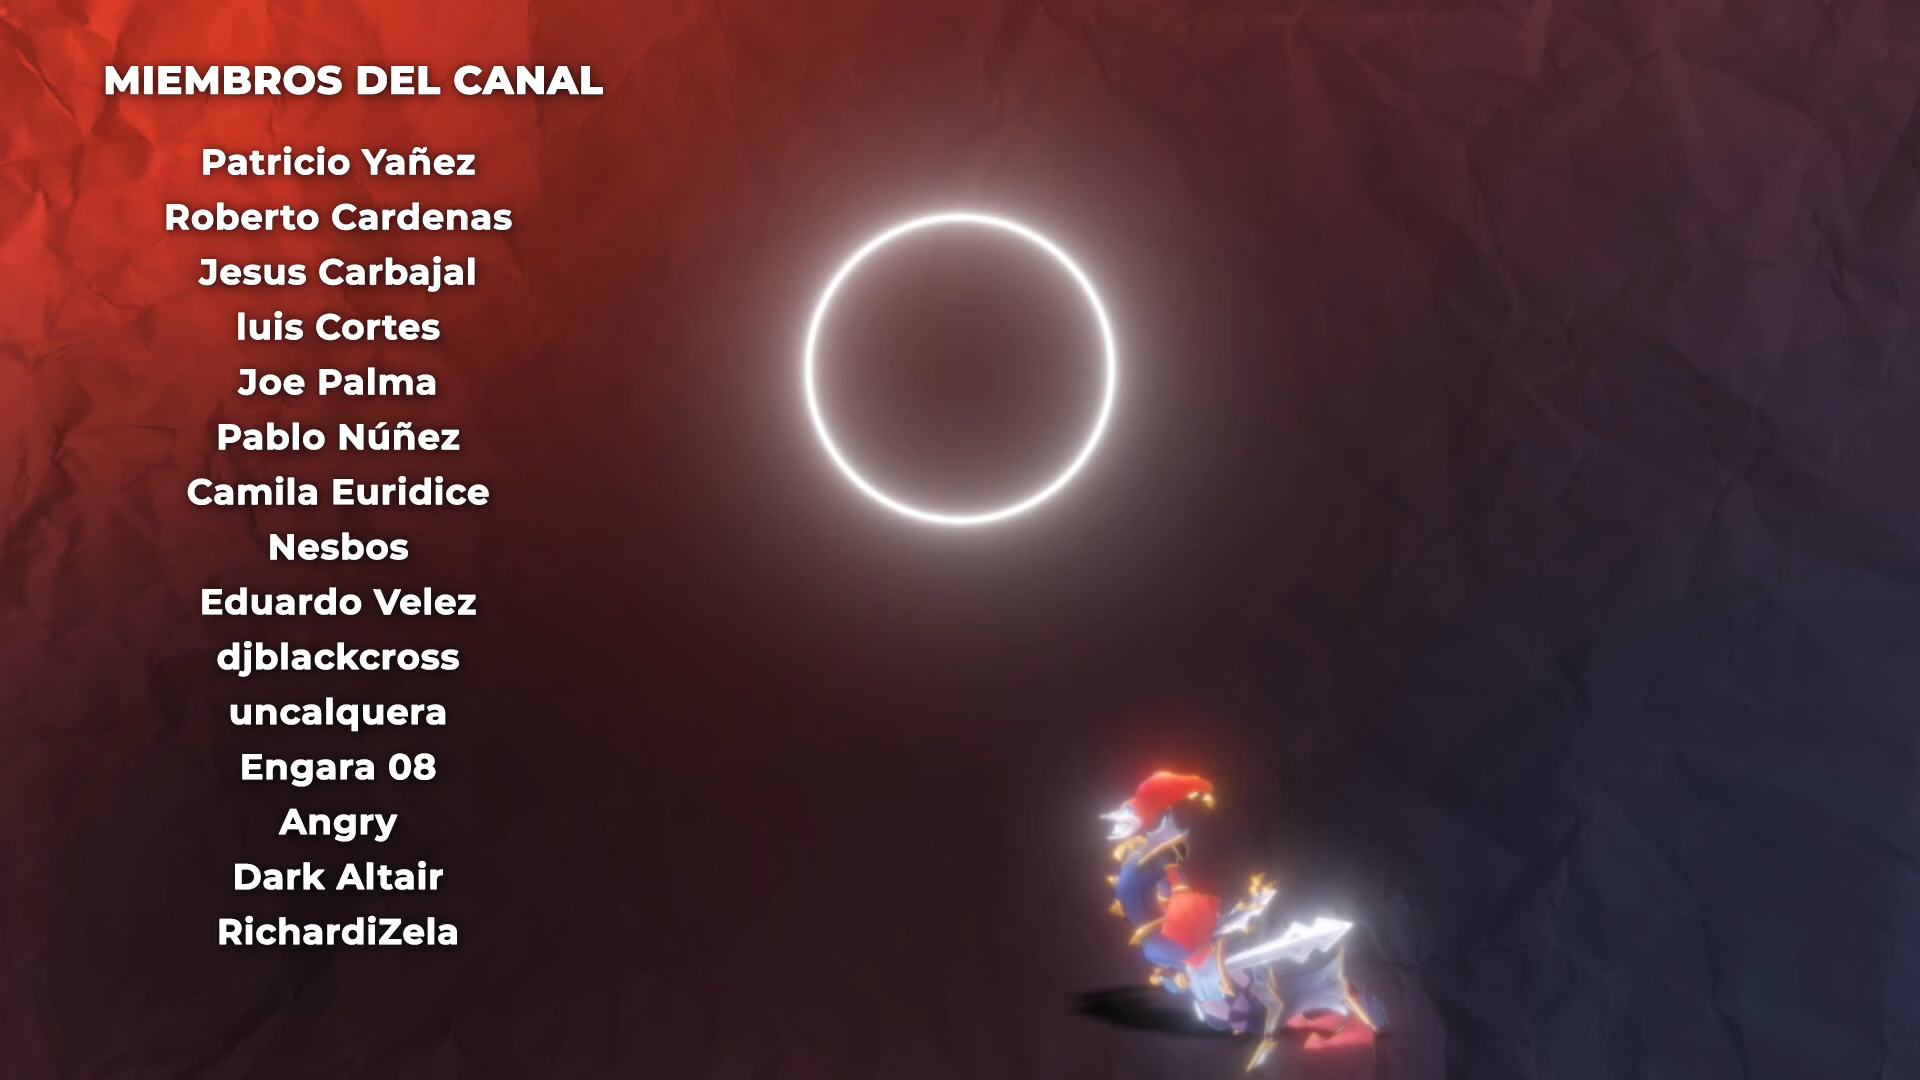 MIEMBROS DEL CANAL
Patricio Yañez
Roberto Cardenas
Jesus Carbajal
luis Cortes
Joe Palma
Pablo Núñez
Camila Euridice
Nesbos
Eduardo Velez
djblackcross
uncalquera
Engara 08
Angry
Dark Altair
RichardiZela